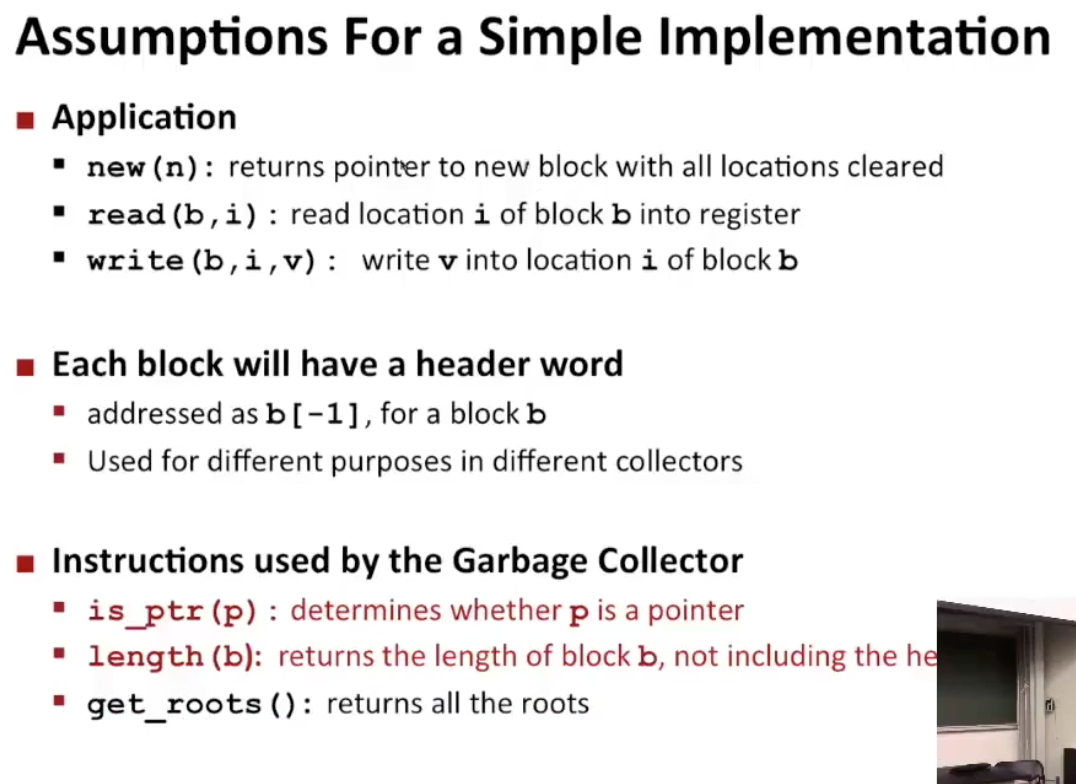 Assumptions For a Simple Implementation
■ Application
▪ new(n): returns pointer to new block with all locations cleared
▪ read(b,i): read location i of block b into register
▪ write(b,i,v): write v into location i of block b
■ Each block will have a header word
▪ addressed as b[-1], for a block b
▪ Used for different purposes in different collectors
■ Instructions used by the Garbage Collector
▪ is_ptr(p): determines whether p is a pointer
▪ length(b): returns the length of block b, not including the
▪ get_roots(): returns all the roots